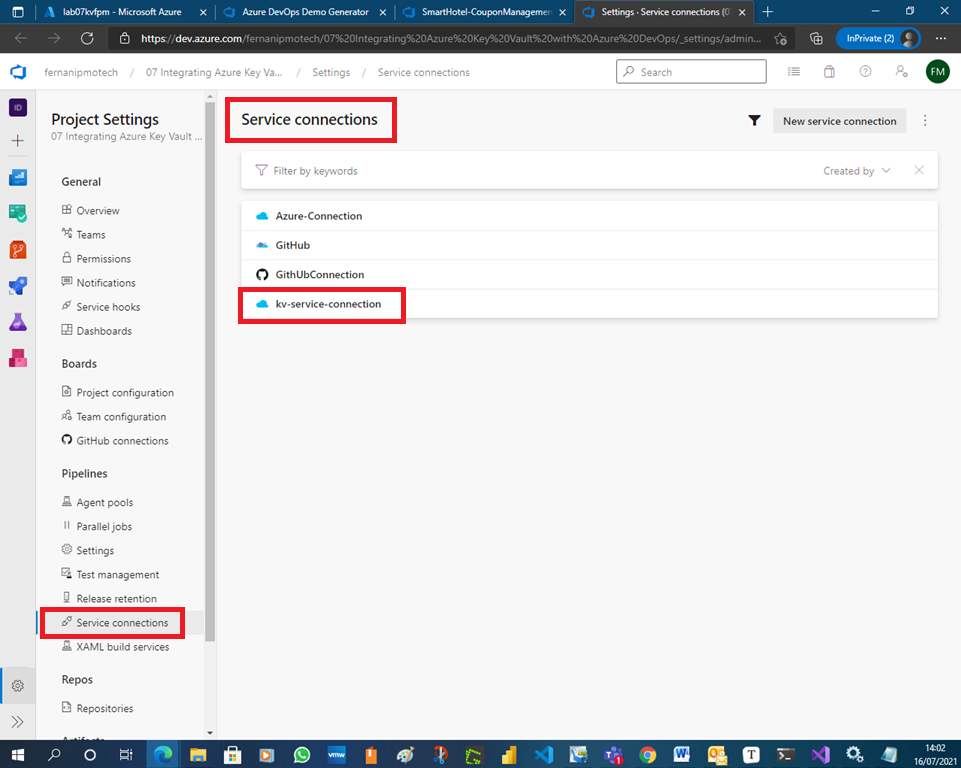 lab07kvfpm - Microsoft Azure
Azure DevOps Demo Generator
SmartHotel-CouponManagemen
Settings · Service connections (0
https://dev.azure.com/fernanipmotech/07%20Integrating%20Azure%20Key%20Vault%20with%20Azure%20DevOps/_settings/admin...
InPrivate (2)
fernanipmotech / 07 Integrating Azure Key Va... / Settings / Service connections
Search
FM
ID
Project Settings
07 Integrating Azure Key Vault ...
General
Overview
Teams
Permissions
Notifications
Service hooks
Dashboards
Boards
Project configuration
Team configuration
GitHub connections
Pipelines
Agent pools
Parallel jobs
Settings
Test management
Release retention
Service connections
XAML build services
Repos
Repositories
Artifacts
Service connections
New service connection
Filter by keywords
Created by
Azure-Connection
GitHub
GithUbConnection
kv-service-connection
vmw
1
T
14:02
16/07/2021